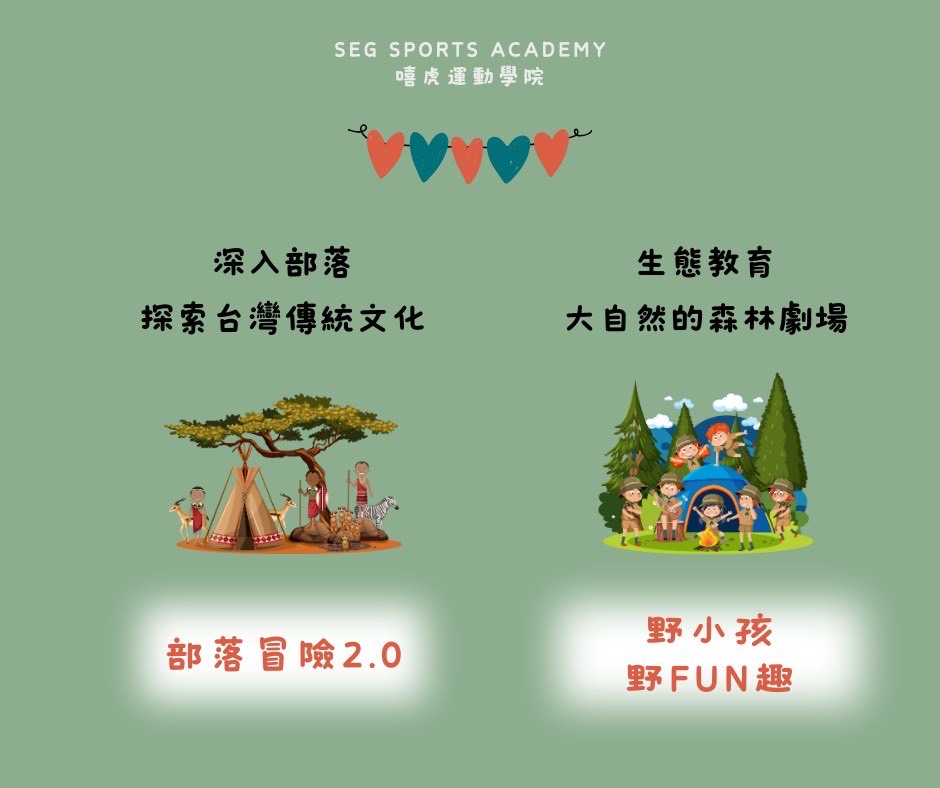 SEG SPORTS ACADEMY
嘻虎運動學院
深入部落
探索台灣傳統文化
生態教育
大自然的森林劇場
部落冒險2.0
野小孩
野FUN趣